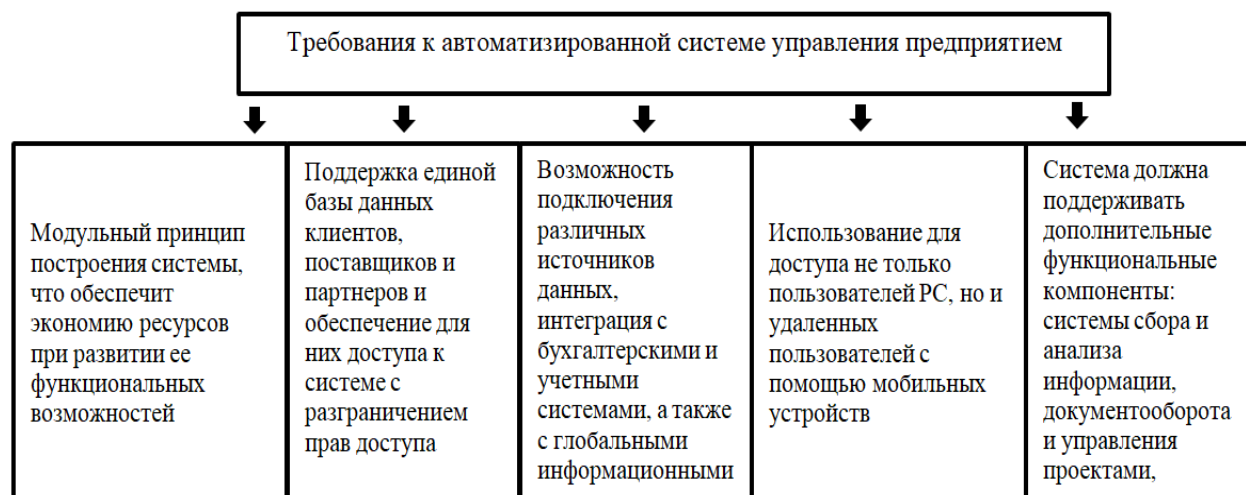 Требования к автоматизированной системе управления предприятием
Модульный принцип
построения системы,
что обеспечит
экономию ресурсов
при развитии ее
функциональных
возможностей
Поддержка единой
базы данных
клиентов,
поставщиков и
партнеров и
обеспечение для
них доступа к
системе с
разграничением
прав доступа
Возможность
подключения
различных
источников
данных,
интеграция с
бухгалтерскими и
учетными
системами, а также
с глобальными
информационными
Использование для
доступа не только
пользователей PC, но и
удаленных
пользователей с
помощью мобильных
устройств
Система должна
поддерживать
дополнительные
функциональные
компоненты:
системы сбора и
анализа
информации,
документооборота
и управления
проектами,